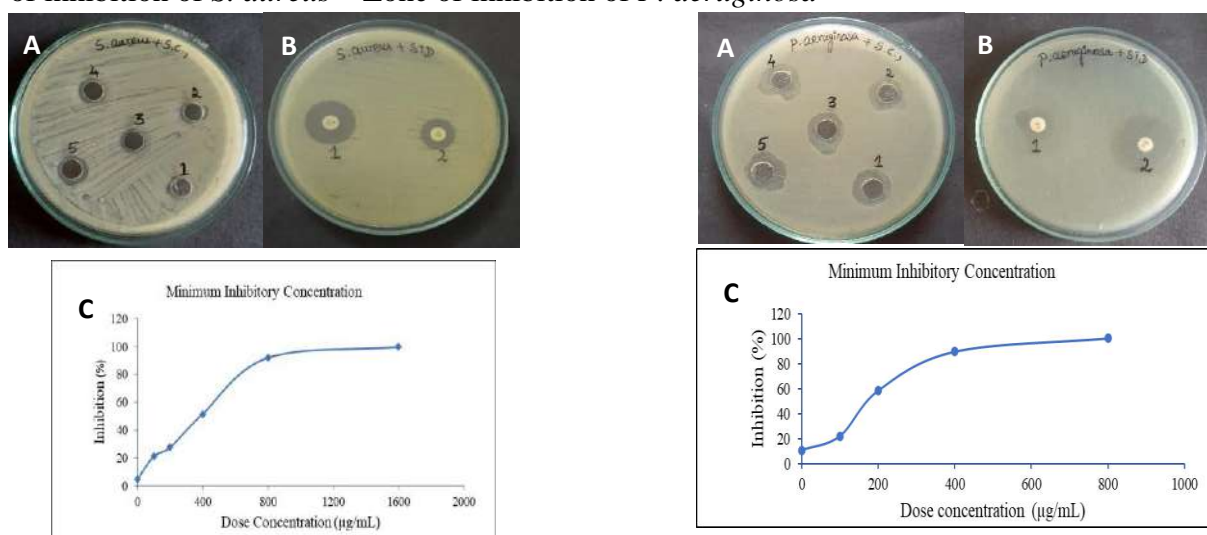 of inhibition of S. aureus Zone of inhibition of P. aeruginosa
A
S. aureus + S.C,
4
2
3
5
1
B
S. aureus + STD
1
2
A
P. aeruginosa + S.C,
4
2
3
5
1
B
P. aeruginosa + STD
1
2
C
Minimum Inhibitory Concentration
Inhibition (%)
120
100
80
60
40
20
0
0 400 800 1200 1600 2000
Dose Concentration (µg/mL)
C
Minimum Inhibitory Concentration
Inhibition (%)
120
100
80
60
40
20
0
0 200 400 600 800 1000
Dose concentration (µg/mL)